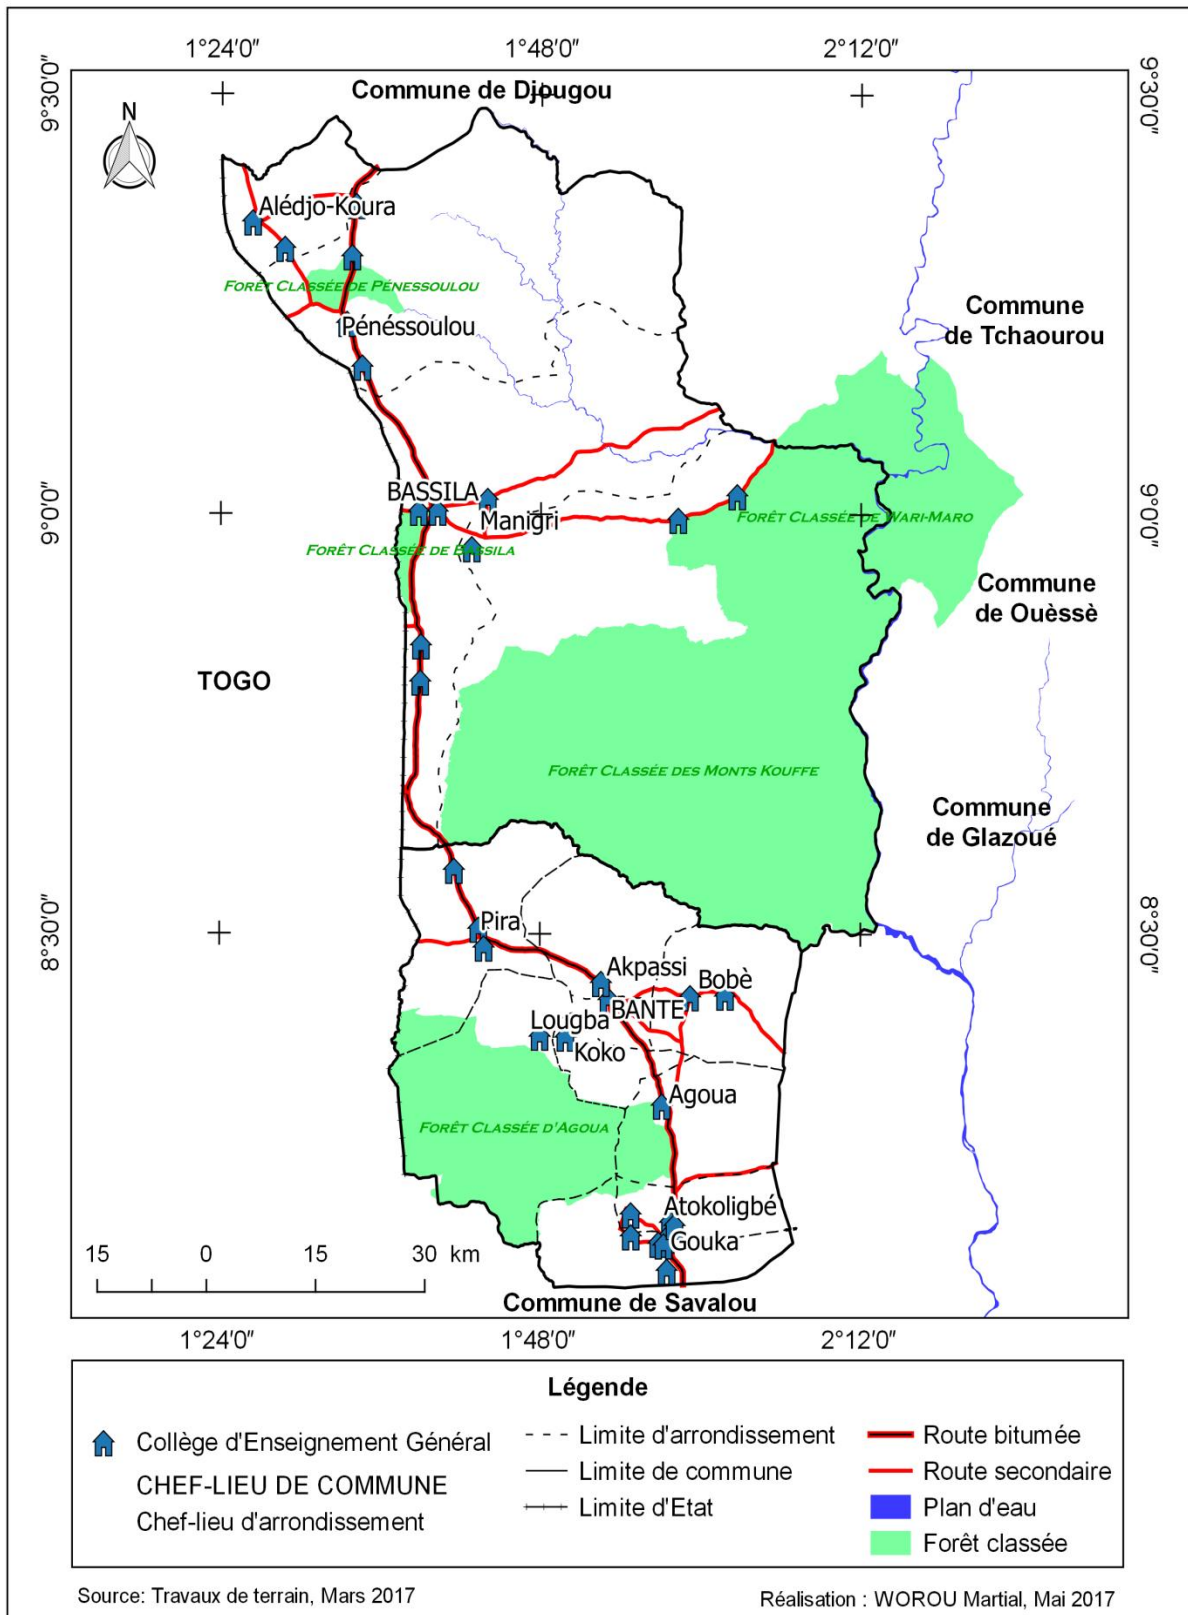 1°24'0"
1°48'0"
2°12'0"
9°30'0"
9°30'0"
Commune de Djougou
N
Alédjo-Koura
FORÊT CLASSÉE DE PÉNESSOULOU
Pénéssoulou
Commune
de Tchaourou
BASSILA
Manigri
9°0'0"
9°0'0"
FORÊT CLASSÉE DE WARI-MARO
FORÊT CLASSÉE DE BASSILA
Commune
de Ouèssè
TOGO
FORÊT CLASSÉE DES MONTS KOUFFE
Commune
de Glazoué
8°30'0"
8°30'0"
Pira
Akpassi
Bobè
BANTE
Lougba
Koko
Agoua
FORÊT CLASSÉE D'AGOUA
Atokoligbé
Gouka
15 0 15 30 km
Commune de Savalou
1°24'0"
1°48'0"
2°12'0"
Légende
Collège d'Enseignement Général
CHEF-LIEU DE COMMUNE
Chef-lieu d'arrondissement
Limite d'arrondissement
Limite de commune
Limite d'Etat
Route bitumée
Route secondaire
Plan d'eau
Forêt classée
Source: Travaux de terrain, Mars 2017
Réalisation : WOROU Martial, Mai 2017